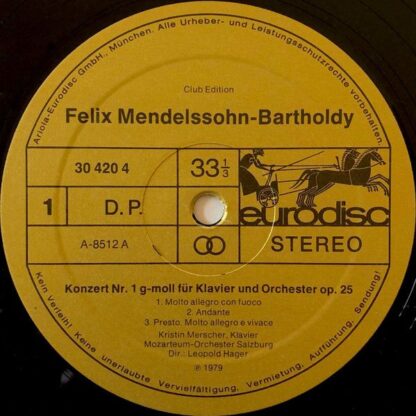 Ariola-Eurodisc GmbH., München. Alle Urheber- und Leistungsschutzrechte vorbehalten.
Club Edition
Felix Mendelssohn-Bartholdy
30 420 4
33 1/3
1
D. P.
eurodisc
A-8512 A
STEREO
Konzert Nr. 1 g-moll für Klavier und Orchester op. 25
1. Molto allegro con fuoco
2. Andante
3. Presto. Molto allegro e vivace
Kristin Merscher, Klavier
Mozarteum-Orchester Salzburg
Dir.: Leopold Hager
℗ 1979
Kein Verleih! Keine unerlaubte Vervielfältigung, Vermietung, Aufführung, Sendung!